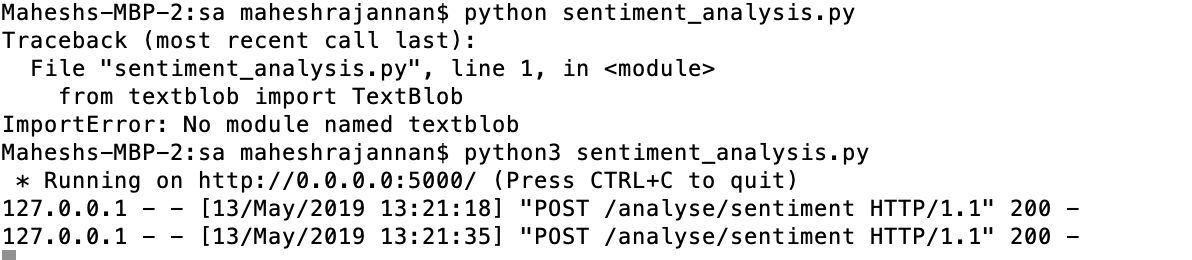 Maheshs-MBP-2:sa maheshrajannan$ python sentiment_analysis.py
Traceback (most recent call last):
  File "sentiment_analysis.py", line 1, in <module>
    from textblob import TextBlob
ImportError: No module named textblob
Maheshs-MBP-2:sa maheshrajannan$ python3 sentiment_analysis.py
 * Running on http://0.0.0.0:5000/ (Press CTRL+C to quit)
127.0.0.1 - - [13/May/2019 13:21:18] "POST /analyse/sentiment HTTP/1.1" 200 -
127.0.0.1 - - [13/May/2019 13:21:35] "POST /analyse/sentiment HTTP/1.1" 200 -